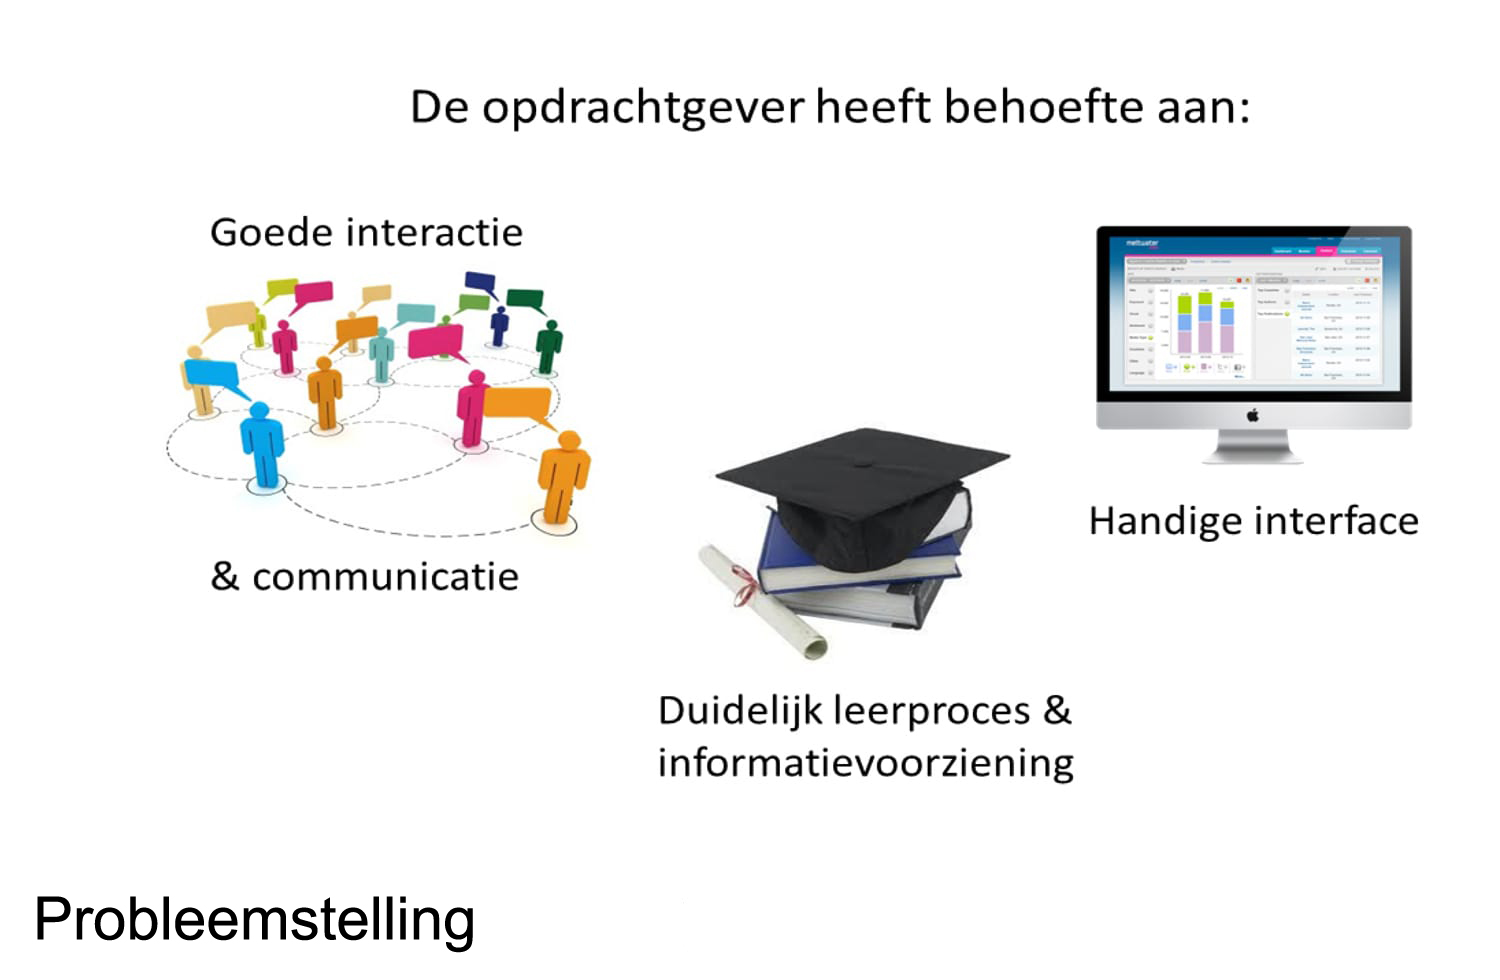 De opdrachtgever heeft behoefte aan:
Goede interactie
& communicatie
Duidelijk leerproces &
informatievoorziening
meltwater
Handige interface
Probleemstelling